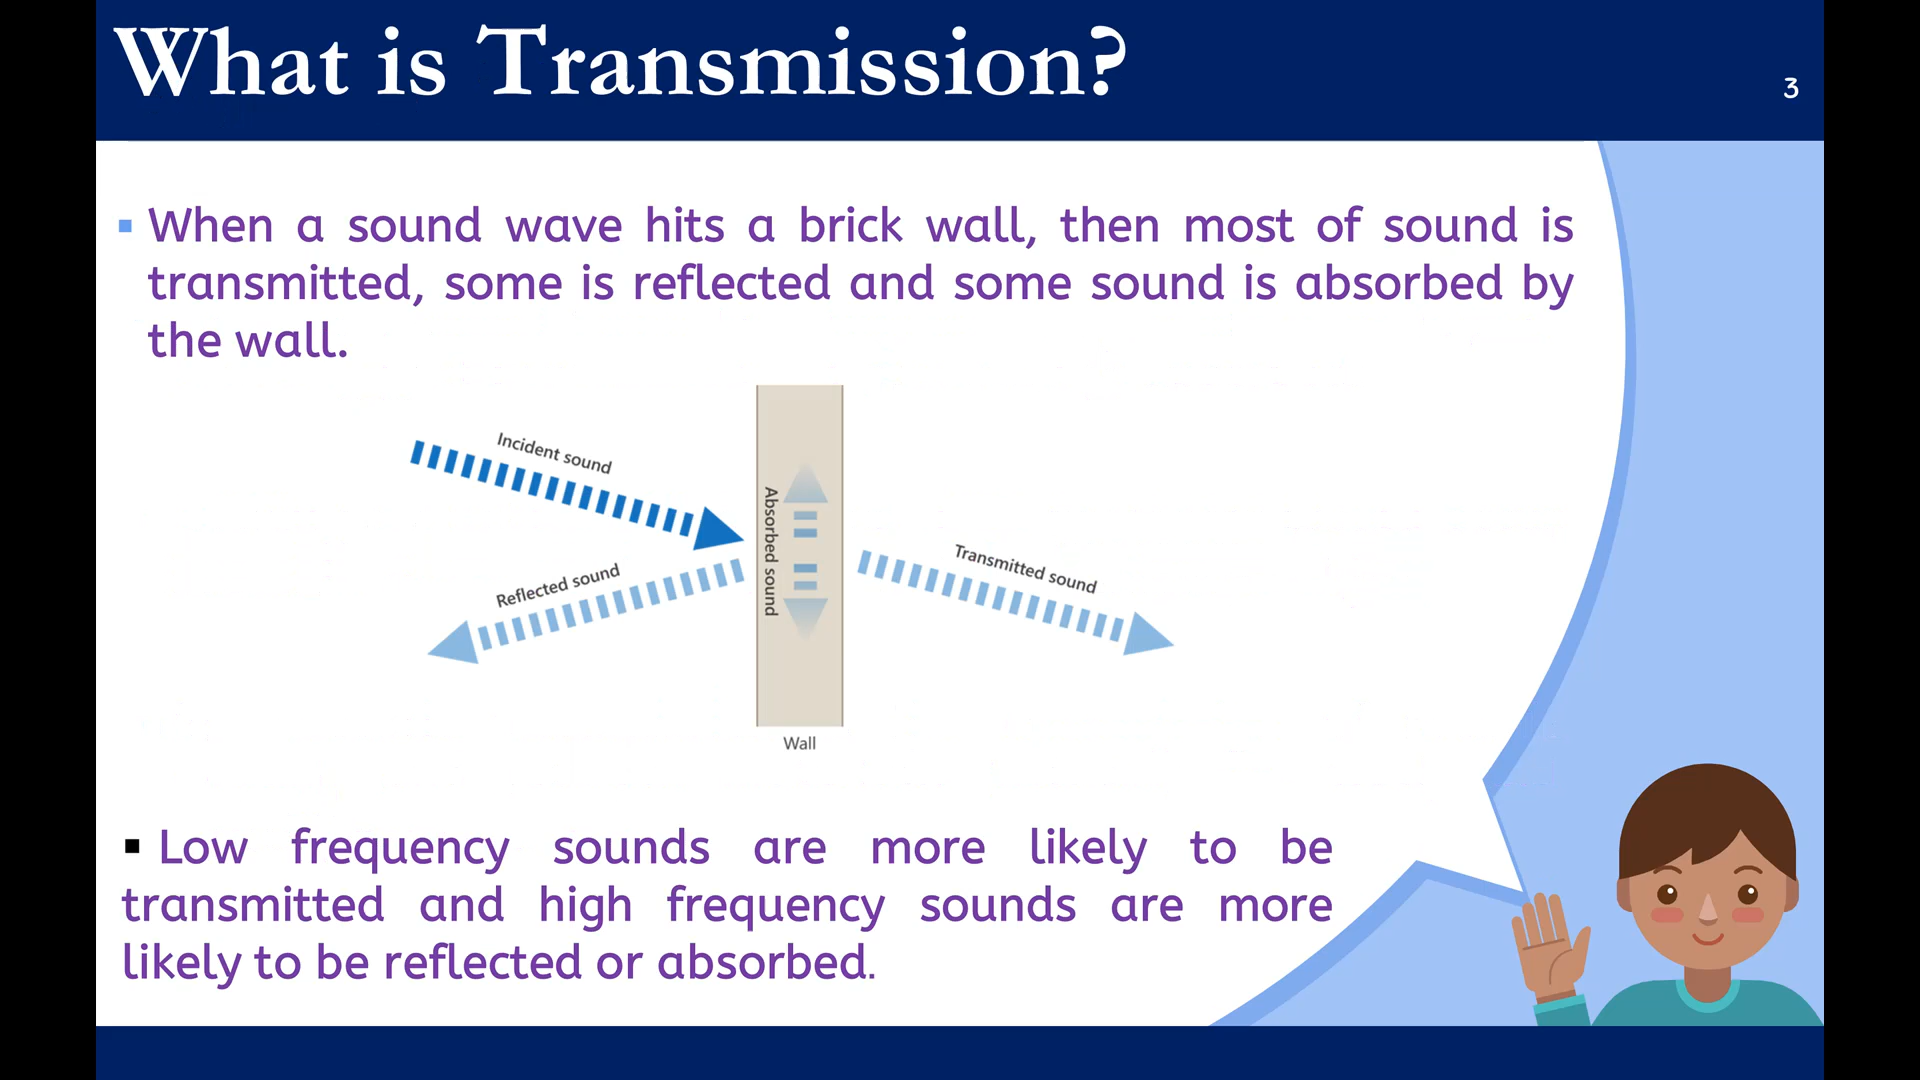 What is Transmission?
3
▪ When a sound wave hits a brick wall, then most of sound is
transmitted, some is reflected and some sound is absorbed by
the wall.
Incident sound
Reflected sound
Absorbed sound
Transmitted sound
Wall
▪ Low frequency sounds are more likely to be
transmitted and high frequency sounds are more
likely to be reflected or absorbed.